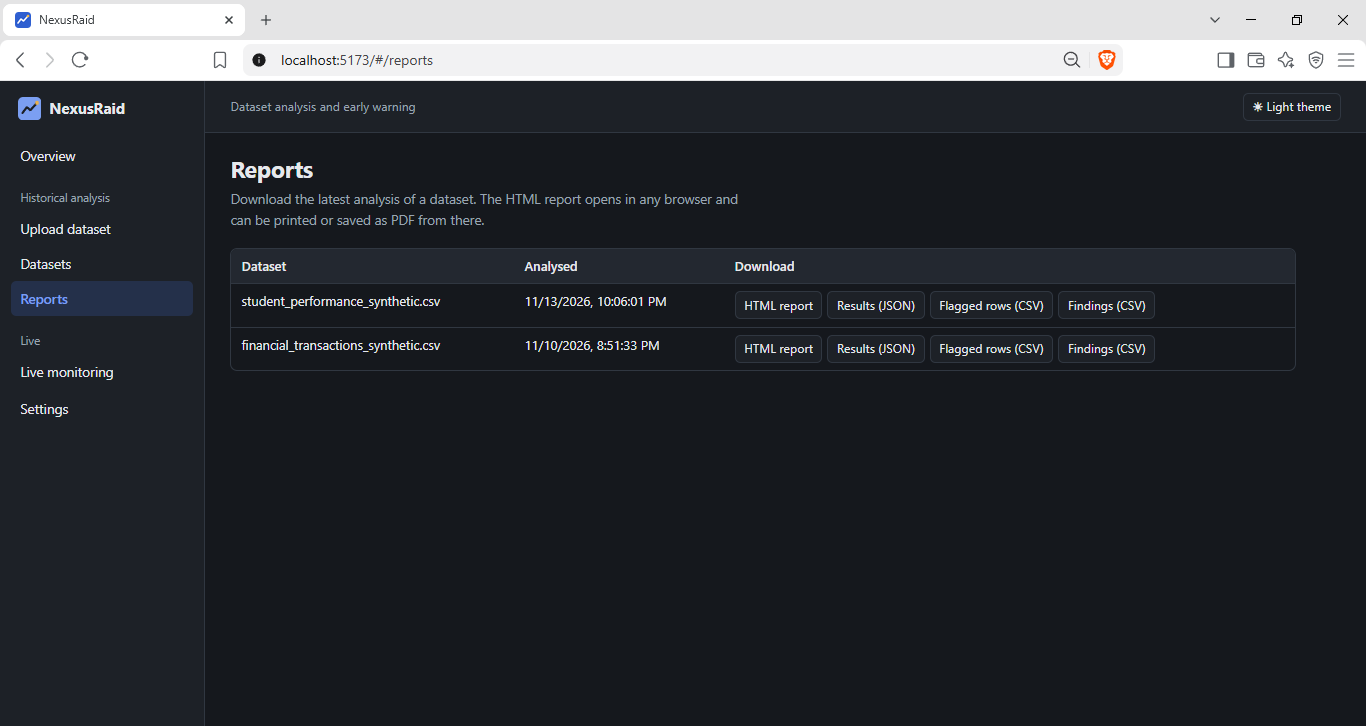 NexusRaid
localhost:5173/#/reports
NexusRaid
Dataset analysis and early warning
Light theme
Overview
Historical analysis
Upload dataset
Datasets
Reports
Live
Live monitoring
Settings
Reports
Download the latest analysis of a dataset. The HTML report opens in any browser and
can be printed or saved as PDF from there.
Dataset Analysed Download
student_performance_synthetic.csv 11/13/2026, 10:06:01 PM HTML report Results (JSON) Flagged rows (CSV) Findings (CSV)
financial_transactions_synthetic.csv 11/10/2026, 8:51:33 PM HTML report Results (JSON) Flagged rows (CSV) Findings (CSV)